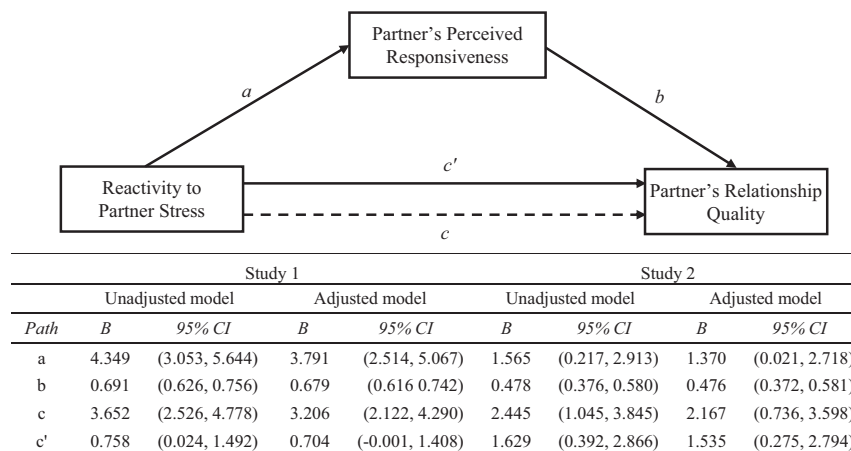 Partner's Perceived
Responsiveness
a
b
c'
Reactivity to
Partner Stress
Partner's Relationship
Quality
c
Study 1 Study 2
Unadjusted model Adjusted model Unadjusted model Adjusted model
Path B 95% CI B 95% CI B 95% CI B 95% CI
a 4.349 (3.053, 5.644) 3.791 (2.514, 5.067) 1.565 (0.217, 2.913) 1.370 (0.021, 2.718)
b 0.691 (0.626, 0.756) 0.679 (0.616 0.742) 0.478 (0.376, 0.580) 0.476 (0.372, 0.581)
c 3.652 (2.526, 4.778) 3.206 (2.122, 4.290) 2.445 (1.045, 3.845) 2.167 (0.736, 3.598)
c' 0.758 (0.024, 1.492) 0.704 (-0.001, 1.408) 1.629 (0.392, 2.866) 1.535 (0.275, 2.794)